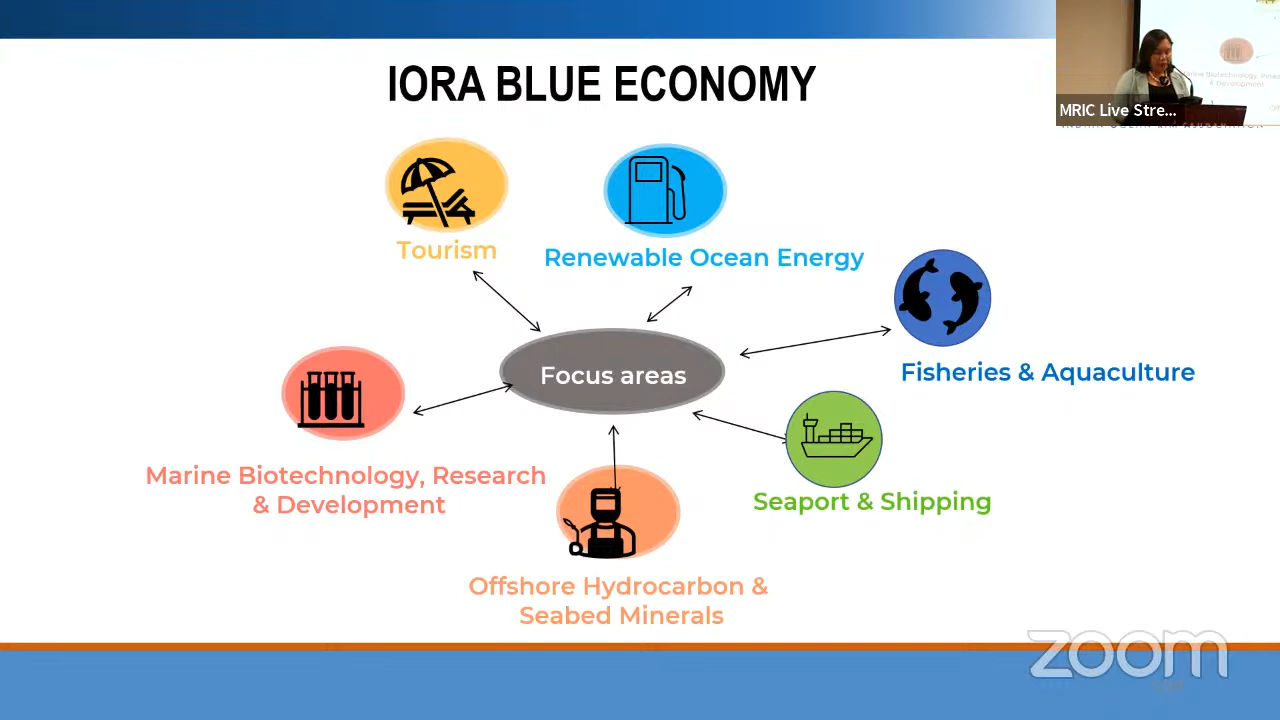 IORA BLUE ECONOMY
MRIC Live Stre...
Tourism
Renewable Ocean Energy
Fisheries & Aquaculture
Focus areas
Marine Biotechnology, Research
& Development
Seaport & Shipping
Offshore Hydrocarbon &
Seabed Minerals
zoom